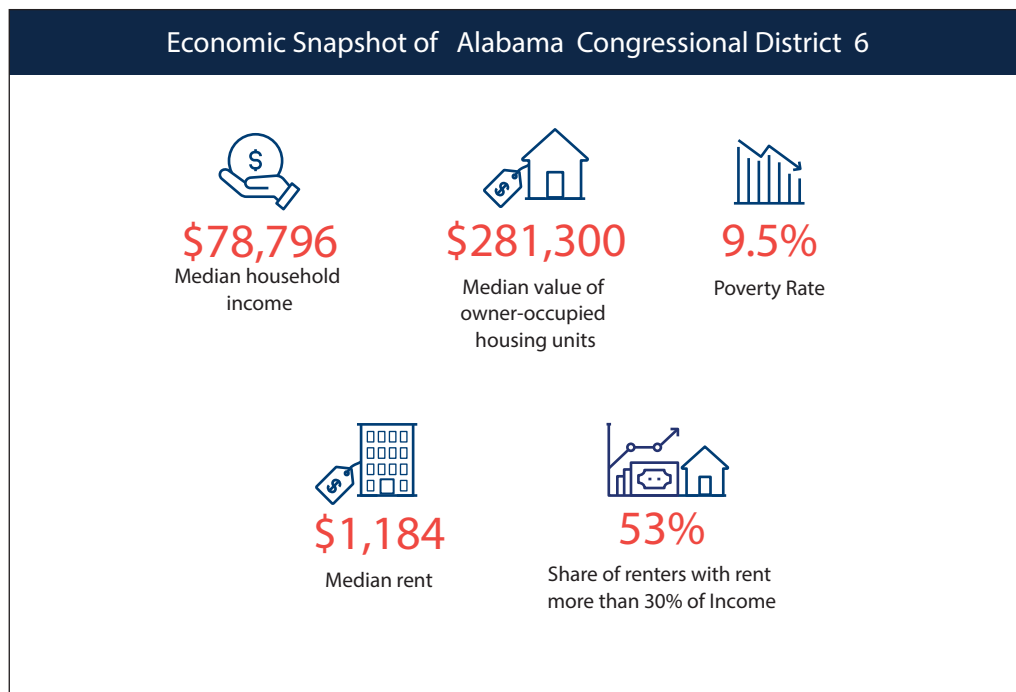 Economic Snapshot of Alabama Congressional District 6
$
$
$78,796
Median household
income
$281,300
Median value of
owner-occupied
housing units
9.5%
Poverty Rate
$
$1,184
Median rent
53%
Share of renters with rent
more than 30% of Income